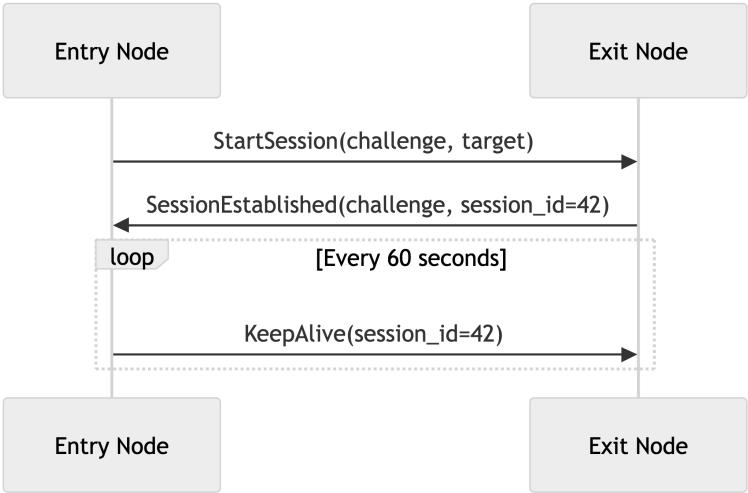 Entry Node
Exit Node
StartSession(challenge, target)
SessionEstablished(challenge, session_id=42)
loop
[Every 60 seconds]
KeepAlive(session_id=42)
Entry Node
Exit Node